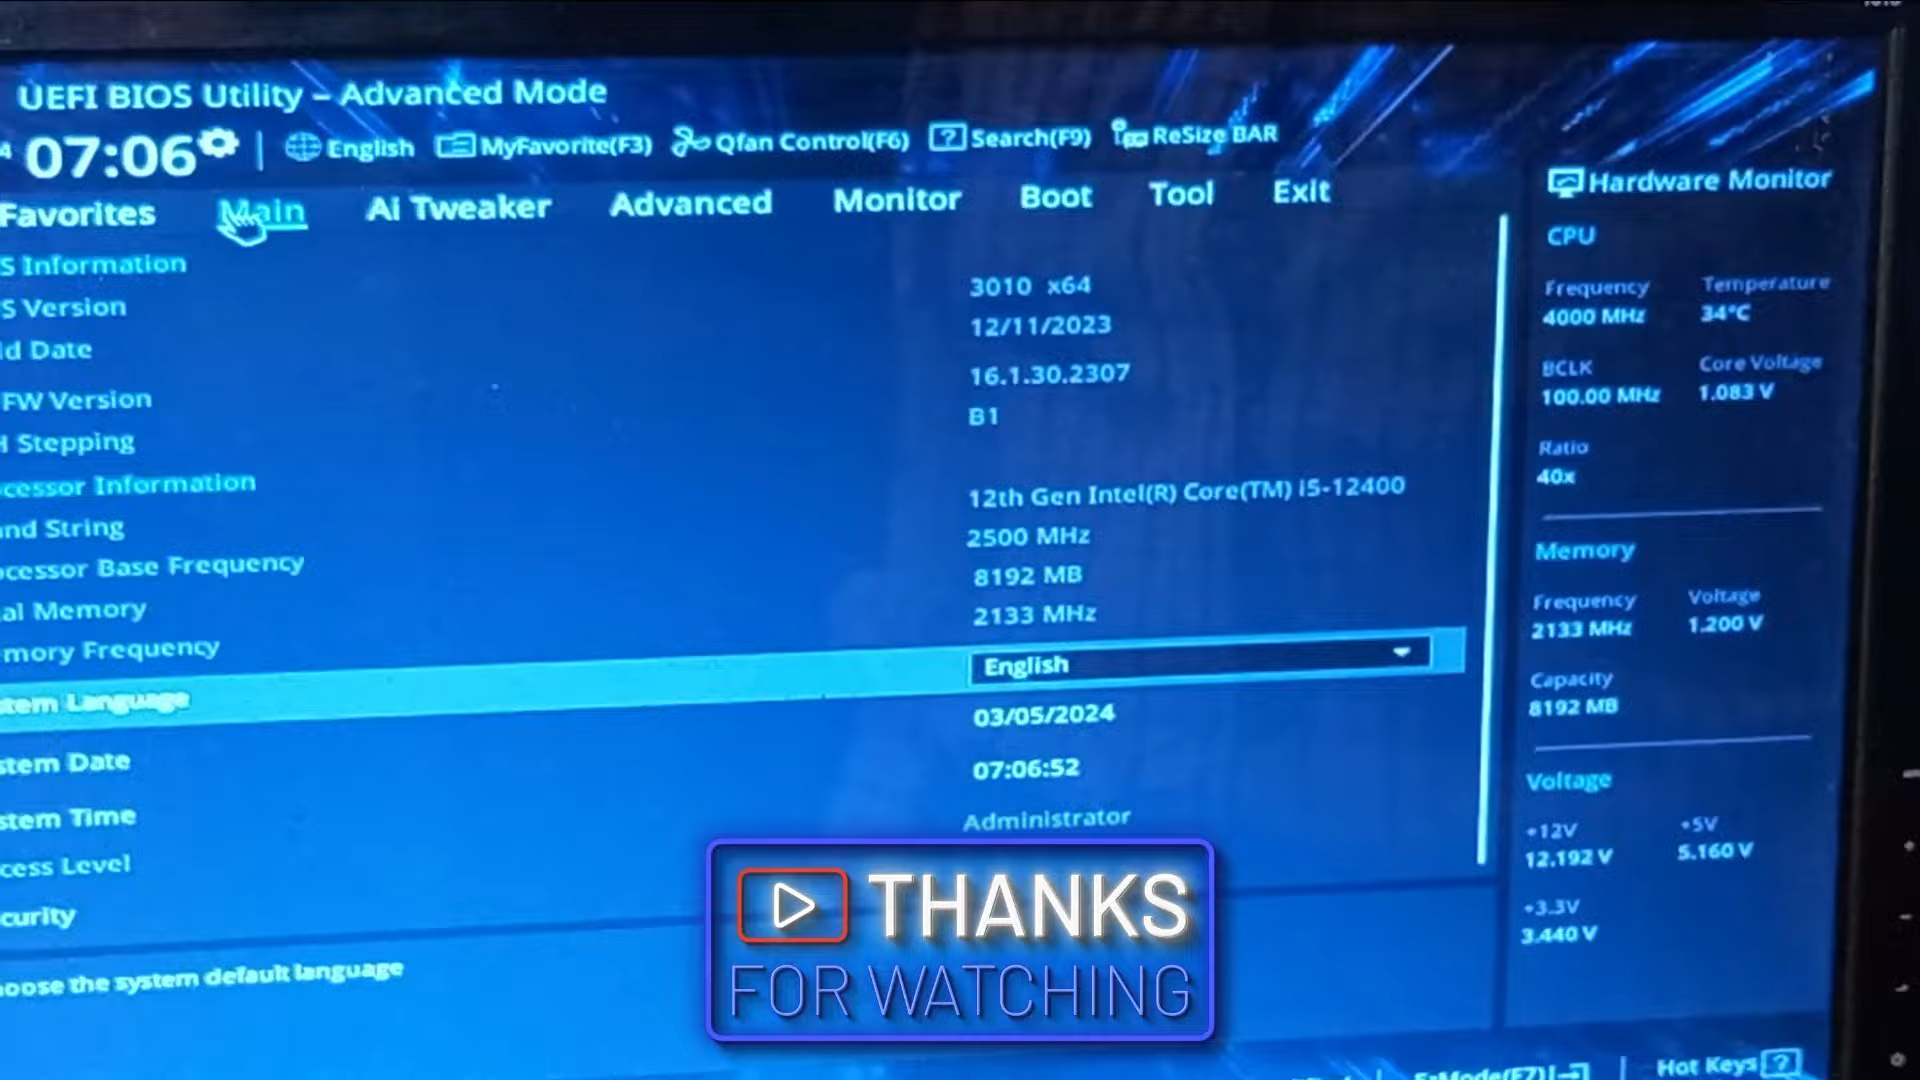 UEFI BIOS Utility – Advanced Mode
07:06 English MyFavorite(F3) Qfan Control(F6) Search(F9) ReSize BAR
Favorites Main Ai Tweaker Advanced Monitor Boot Tool Exit
S Information
S Version 3010 x64
ld Date 12/11/2023
FW Version 16.1.30.2307
Stepping B1
cessor Information
and String 12th Gen Intel(R) Core(TM) i5-12400
ocessor Base Frequency 2500 MHz
al Memory 8192 MB
mory Frequency 2133 MHz
tem Language English
stem Date 03/05/2024
stem Time 07:06:52
cess Level Administrator
curity
oose the system default language
Hardware Monitor
CPU
Frequency Temperature
4000 MHz 34°C
BCLK Core Voltage
100.00 MHz 1.083 V
Ratio
40x
Memory
Frequency Voltage
2133 MHz 1.200 V
Capacity
8192 MB
Voltage
+12V +5V
12.192 V 5.160 V
+3.3V
3.440 V
THANKS
FOR WATCHING
EzMode(F7) | Hot Keys ?